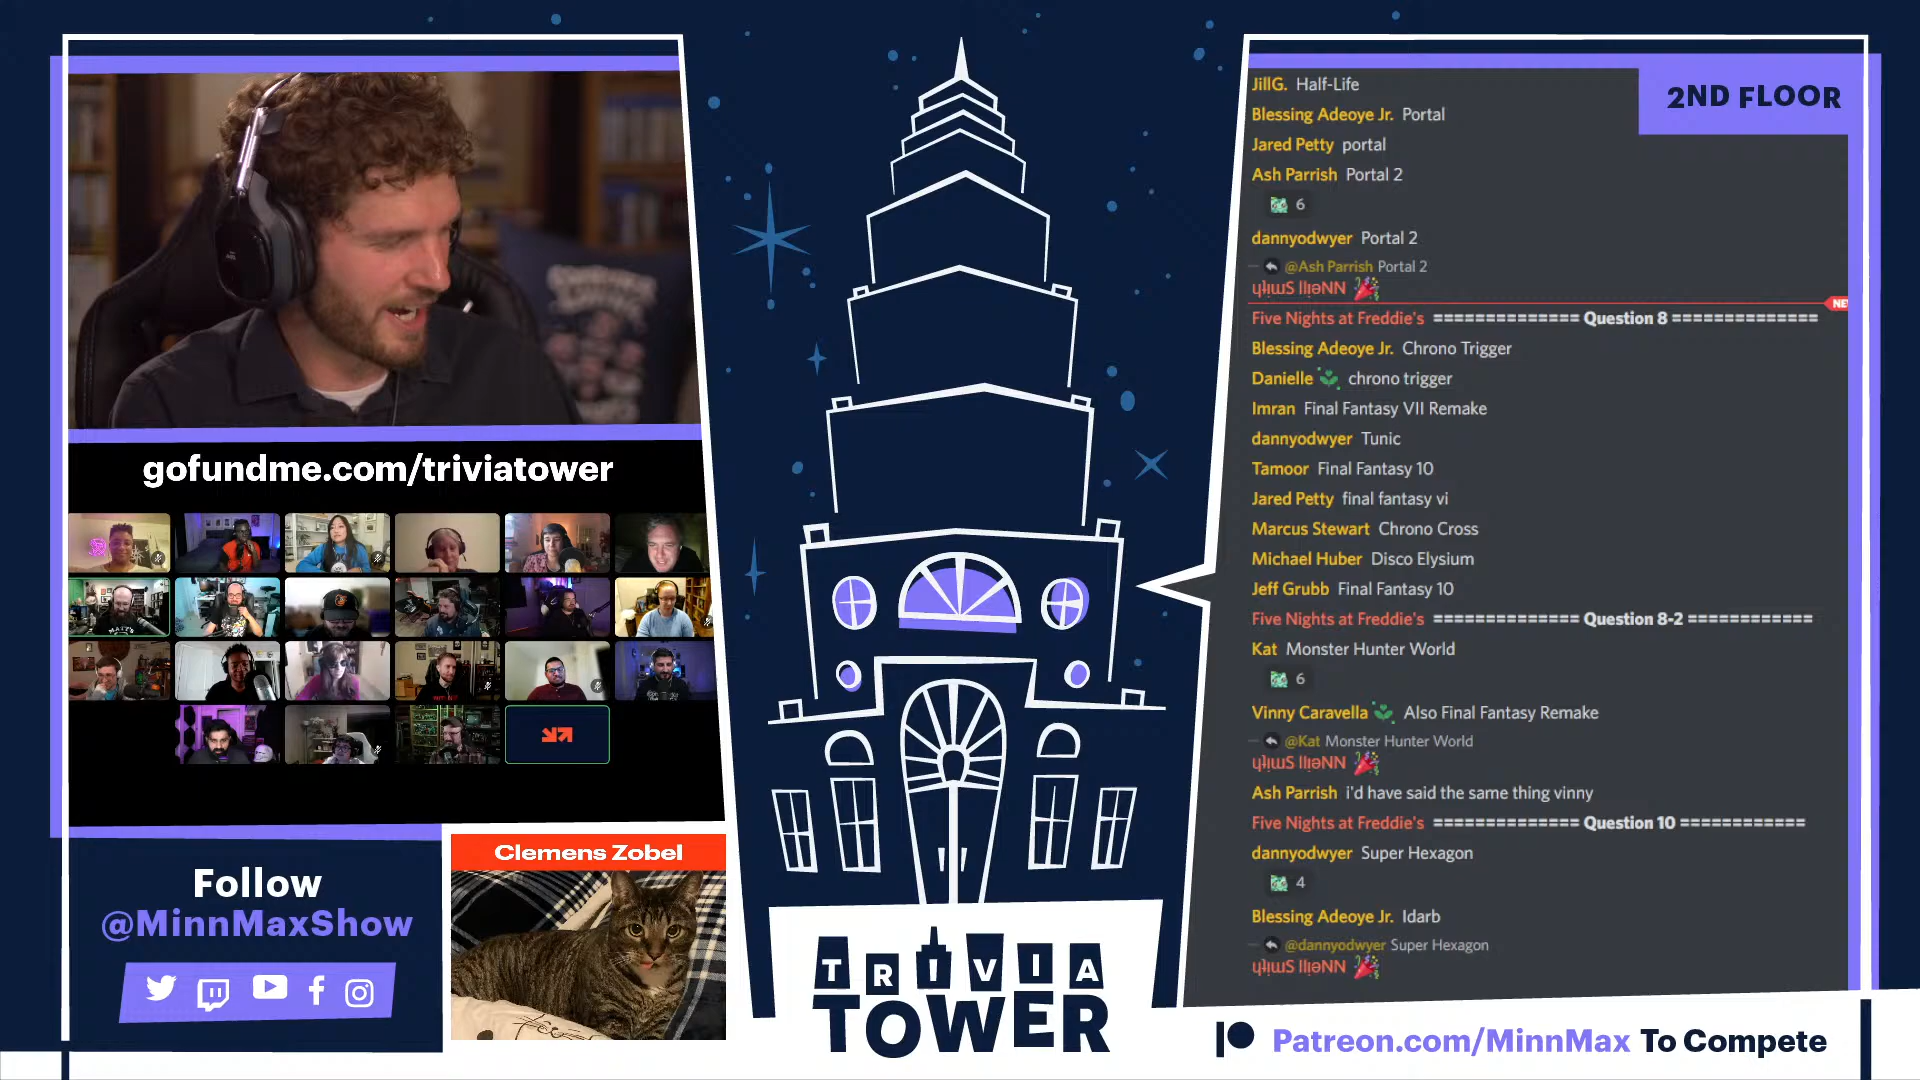 gofundme.com/triviatower
Follow
@MinnMaxShow
Clemens Zobel
TRIVIA
TOWER
2ND FLOOR
JillG. Half-Life
Blessing Adeoye Jr. Portal
Jared Petty portal
Ash Parrish Portal 2
6
dannyodwyer Portal 2
@Ash Parrish Portal 2
NEW
Five Nights at Freddie's ============== Question 8 ==============
Blessing Adeoye Jr. Chrono Trigger
Danielle chrono trigger
Imran Final Fantasy VII Remake
dannyodwyer Tunic
Tamoor Final Fantasy 10
Jared Petty final fantasy vi
Marcus Stewart Chrono Cross
Michael Huber Disco Elysium
Jeff Grubb Final Fantasy 10
Five Nights at Freddie's ============== Question 8-2 ============
Kat Monster Hunter World
6
Vinny Caravella Also Final Fantasy Remake
@Kat Monster Hunter World
Ash Parrish i'd have said the same thing vinny
Five Nights at Freddie's ============== Question 10 ============
dannyodwyer Super Hexagon
4
Blessing Adeoye Jr. Idarb
@dannyodwyer Super Hexagon
Patreon.com/MinnMax To Compete